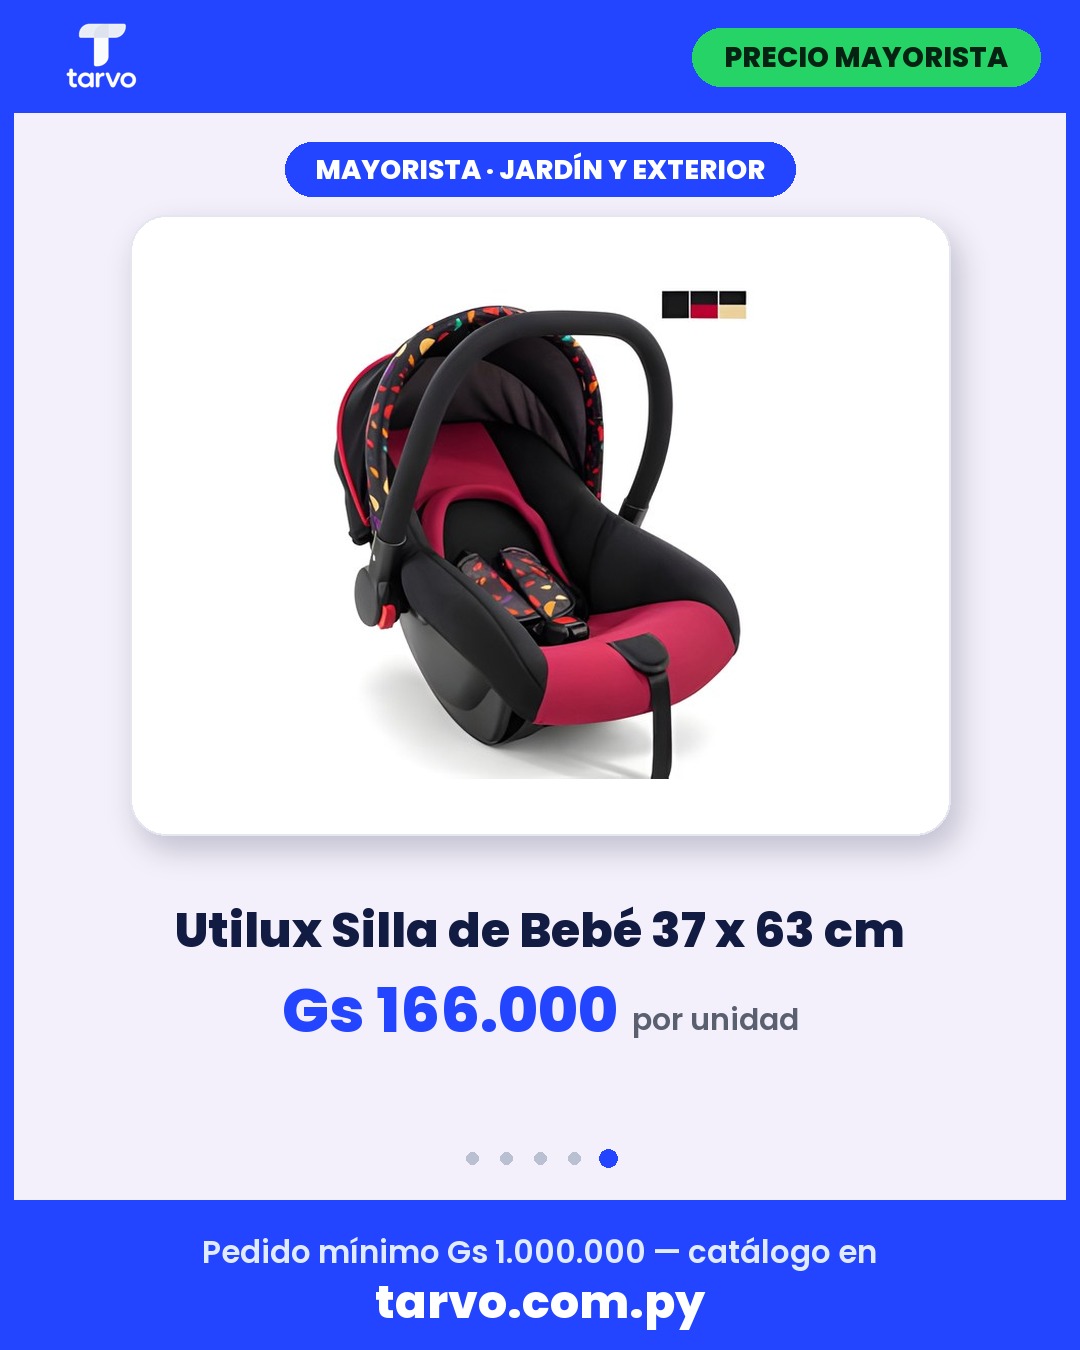 tarvo
PRECIO MAYORISTA
MAYORISTA · JARDÍN Y EXTERIOR
Utilux Silla de Bebé 37 x 63 cm
Gs 166.000 por unidad
Pedido mínimo Gs 1.000.000 — catálogo en
tarvo.com.py